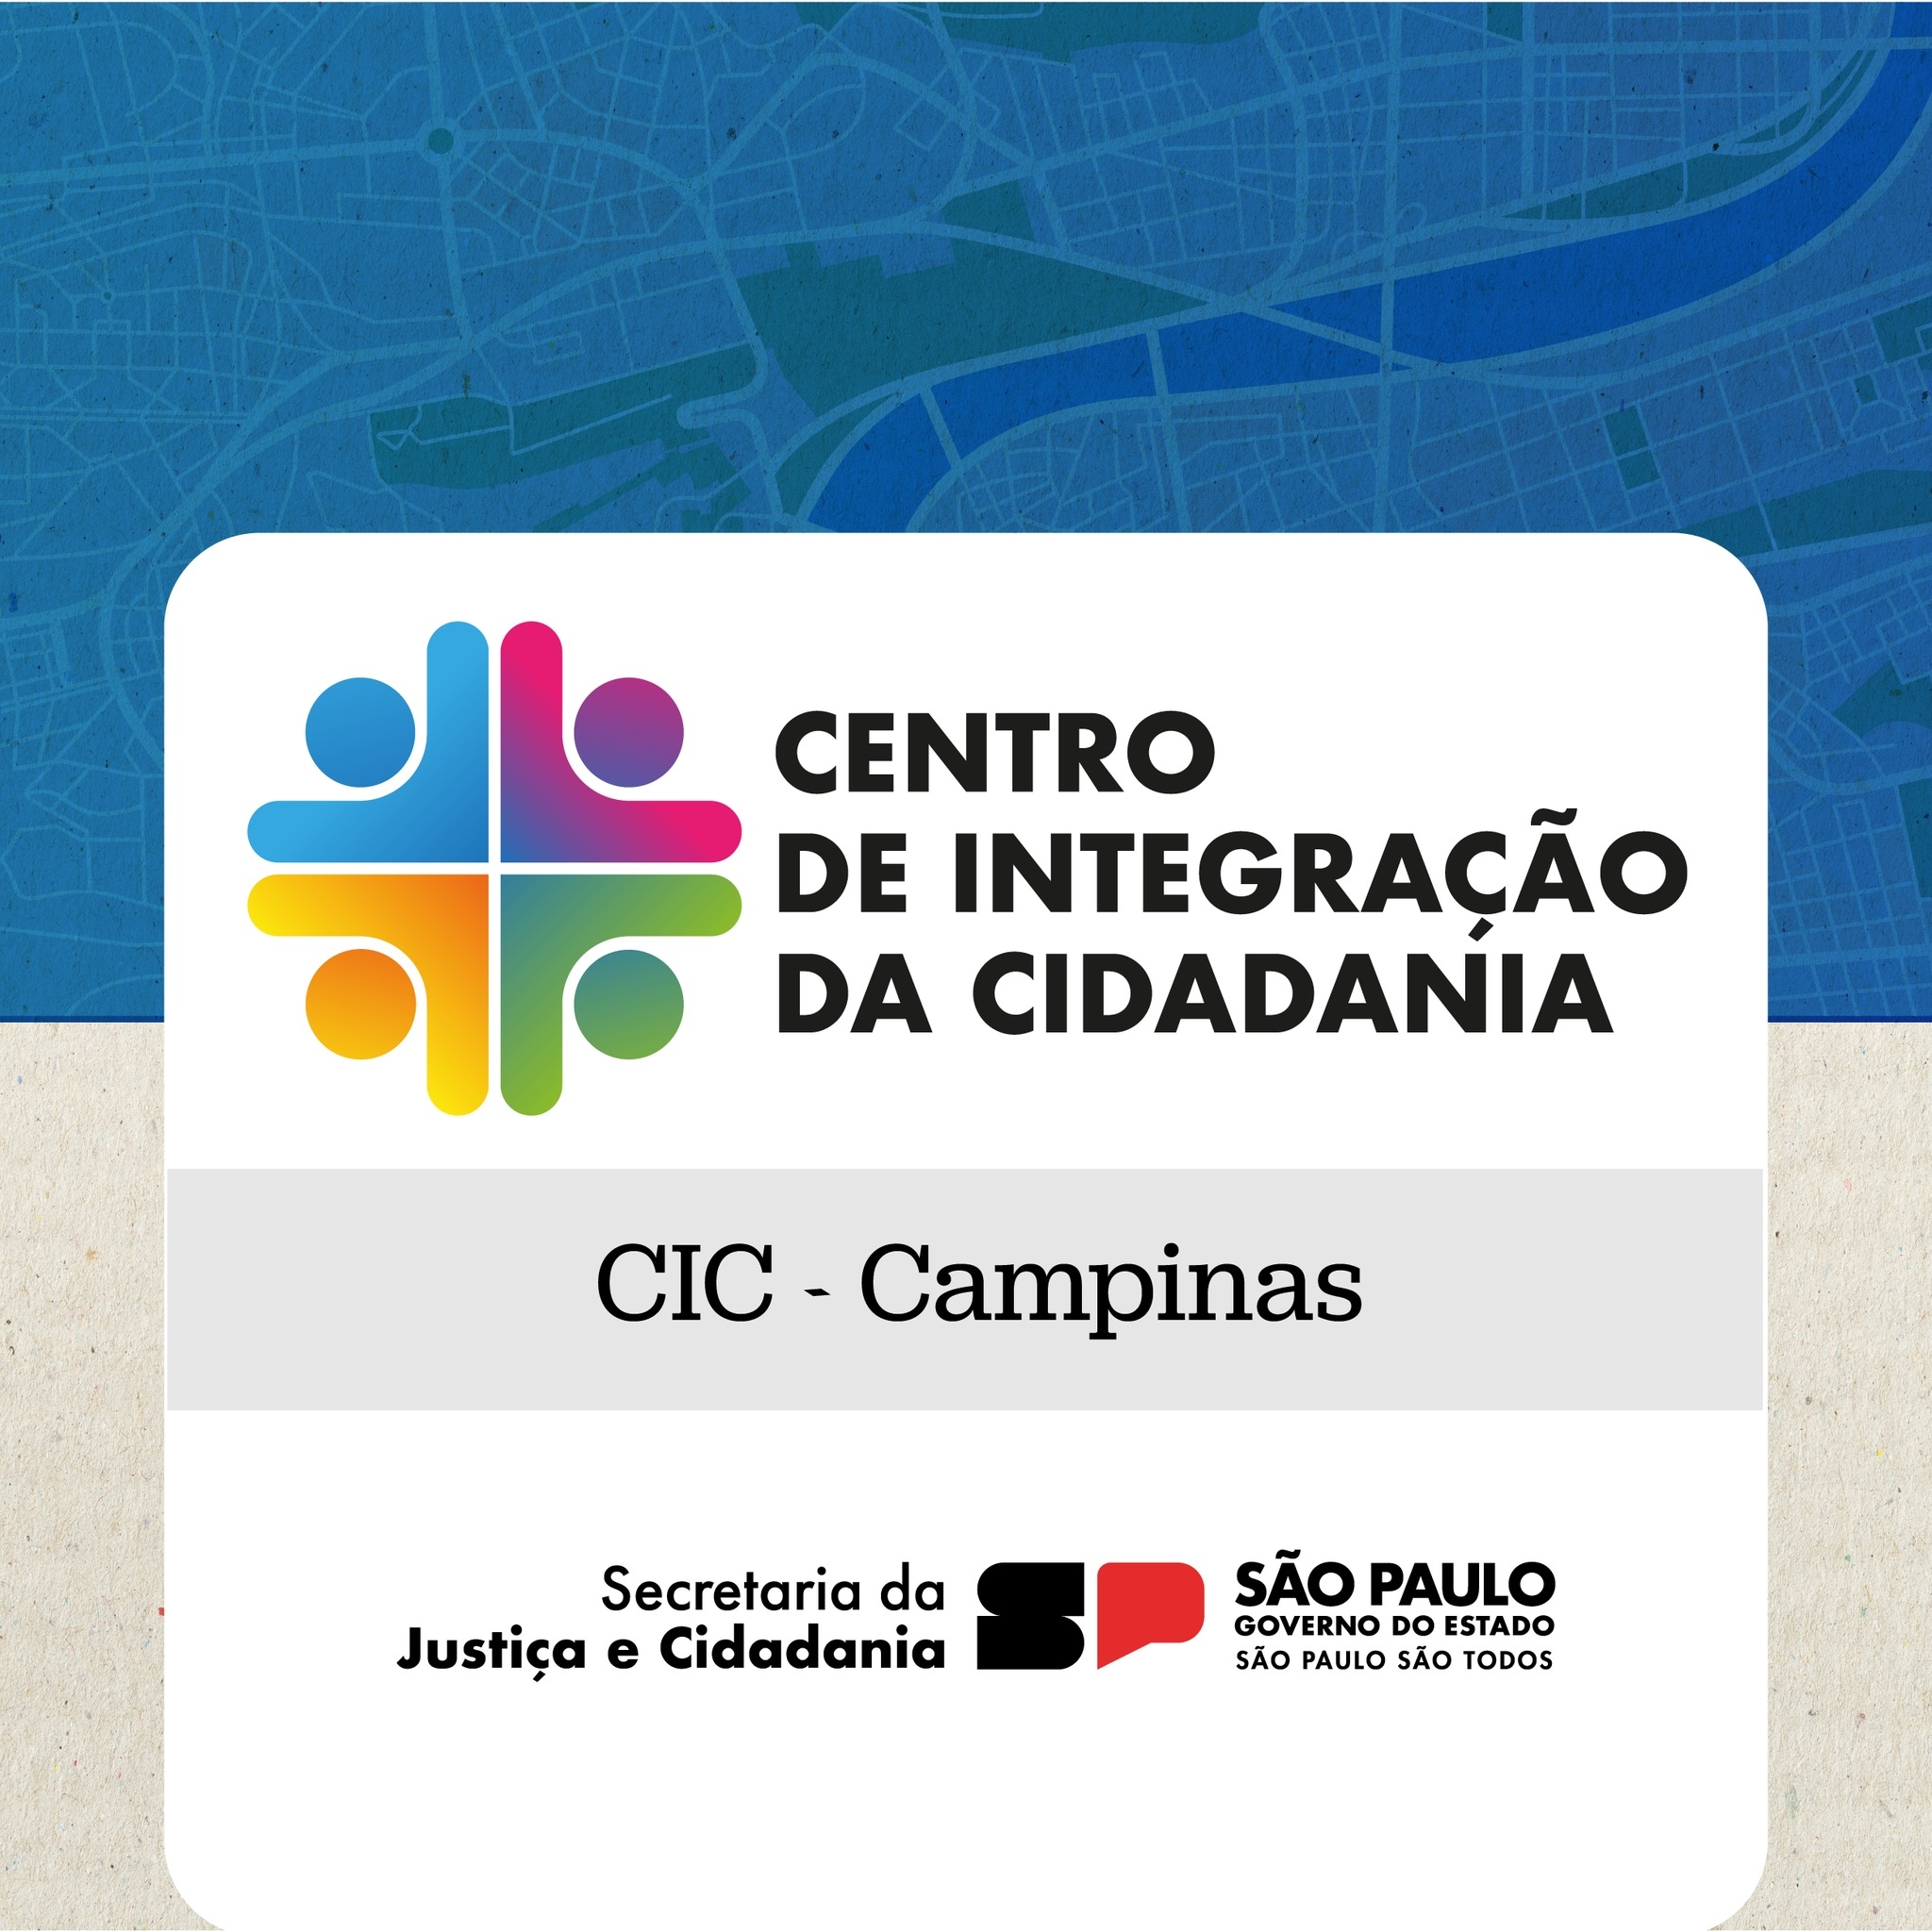 CENTRO
DE INTEGRAÇÃO
DA CIDADANIA
CIC - Campinas
Secretaria da
Justiça e Cidadania
SP
SÃO PAULO
GOVERNO DO ESTADO
SÃO PAULO SÃO TODOS